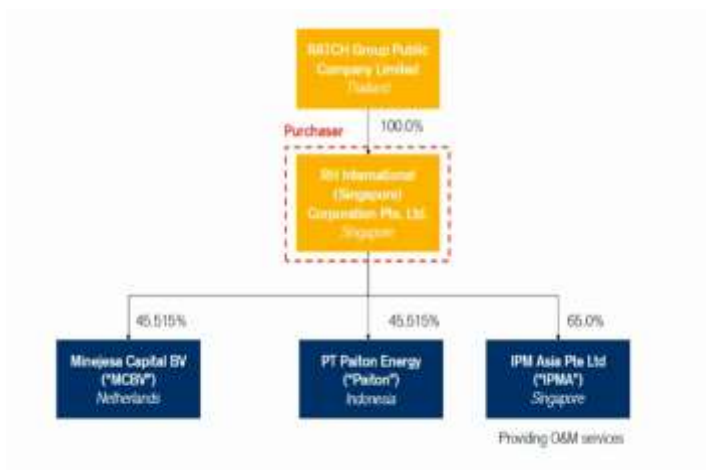 RATCH Group Public
Company Limited
Thailand
Purchaser
100.0%
RH International
(Singapore)
Corporation Pte. Ltd.
Singapore
45.515%
45.515%
65.0%
Minejesa Capital BV
("MCBV")
Netherlands
PT Paiton Energy
("Paiton")
Indonesia
IPM Asia Pte Ltd
("IPMA")
Singapore
Providing O&M services